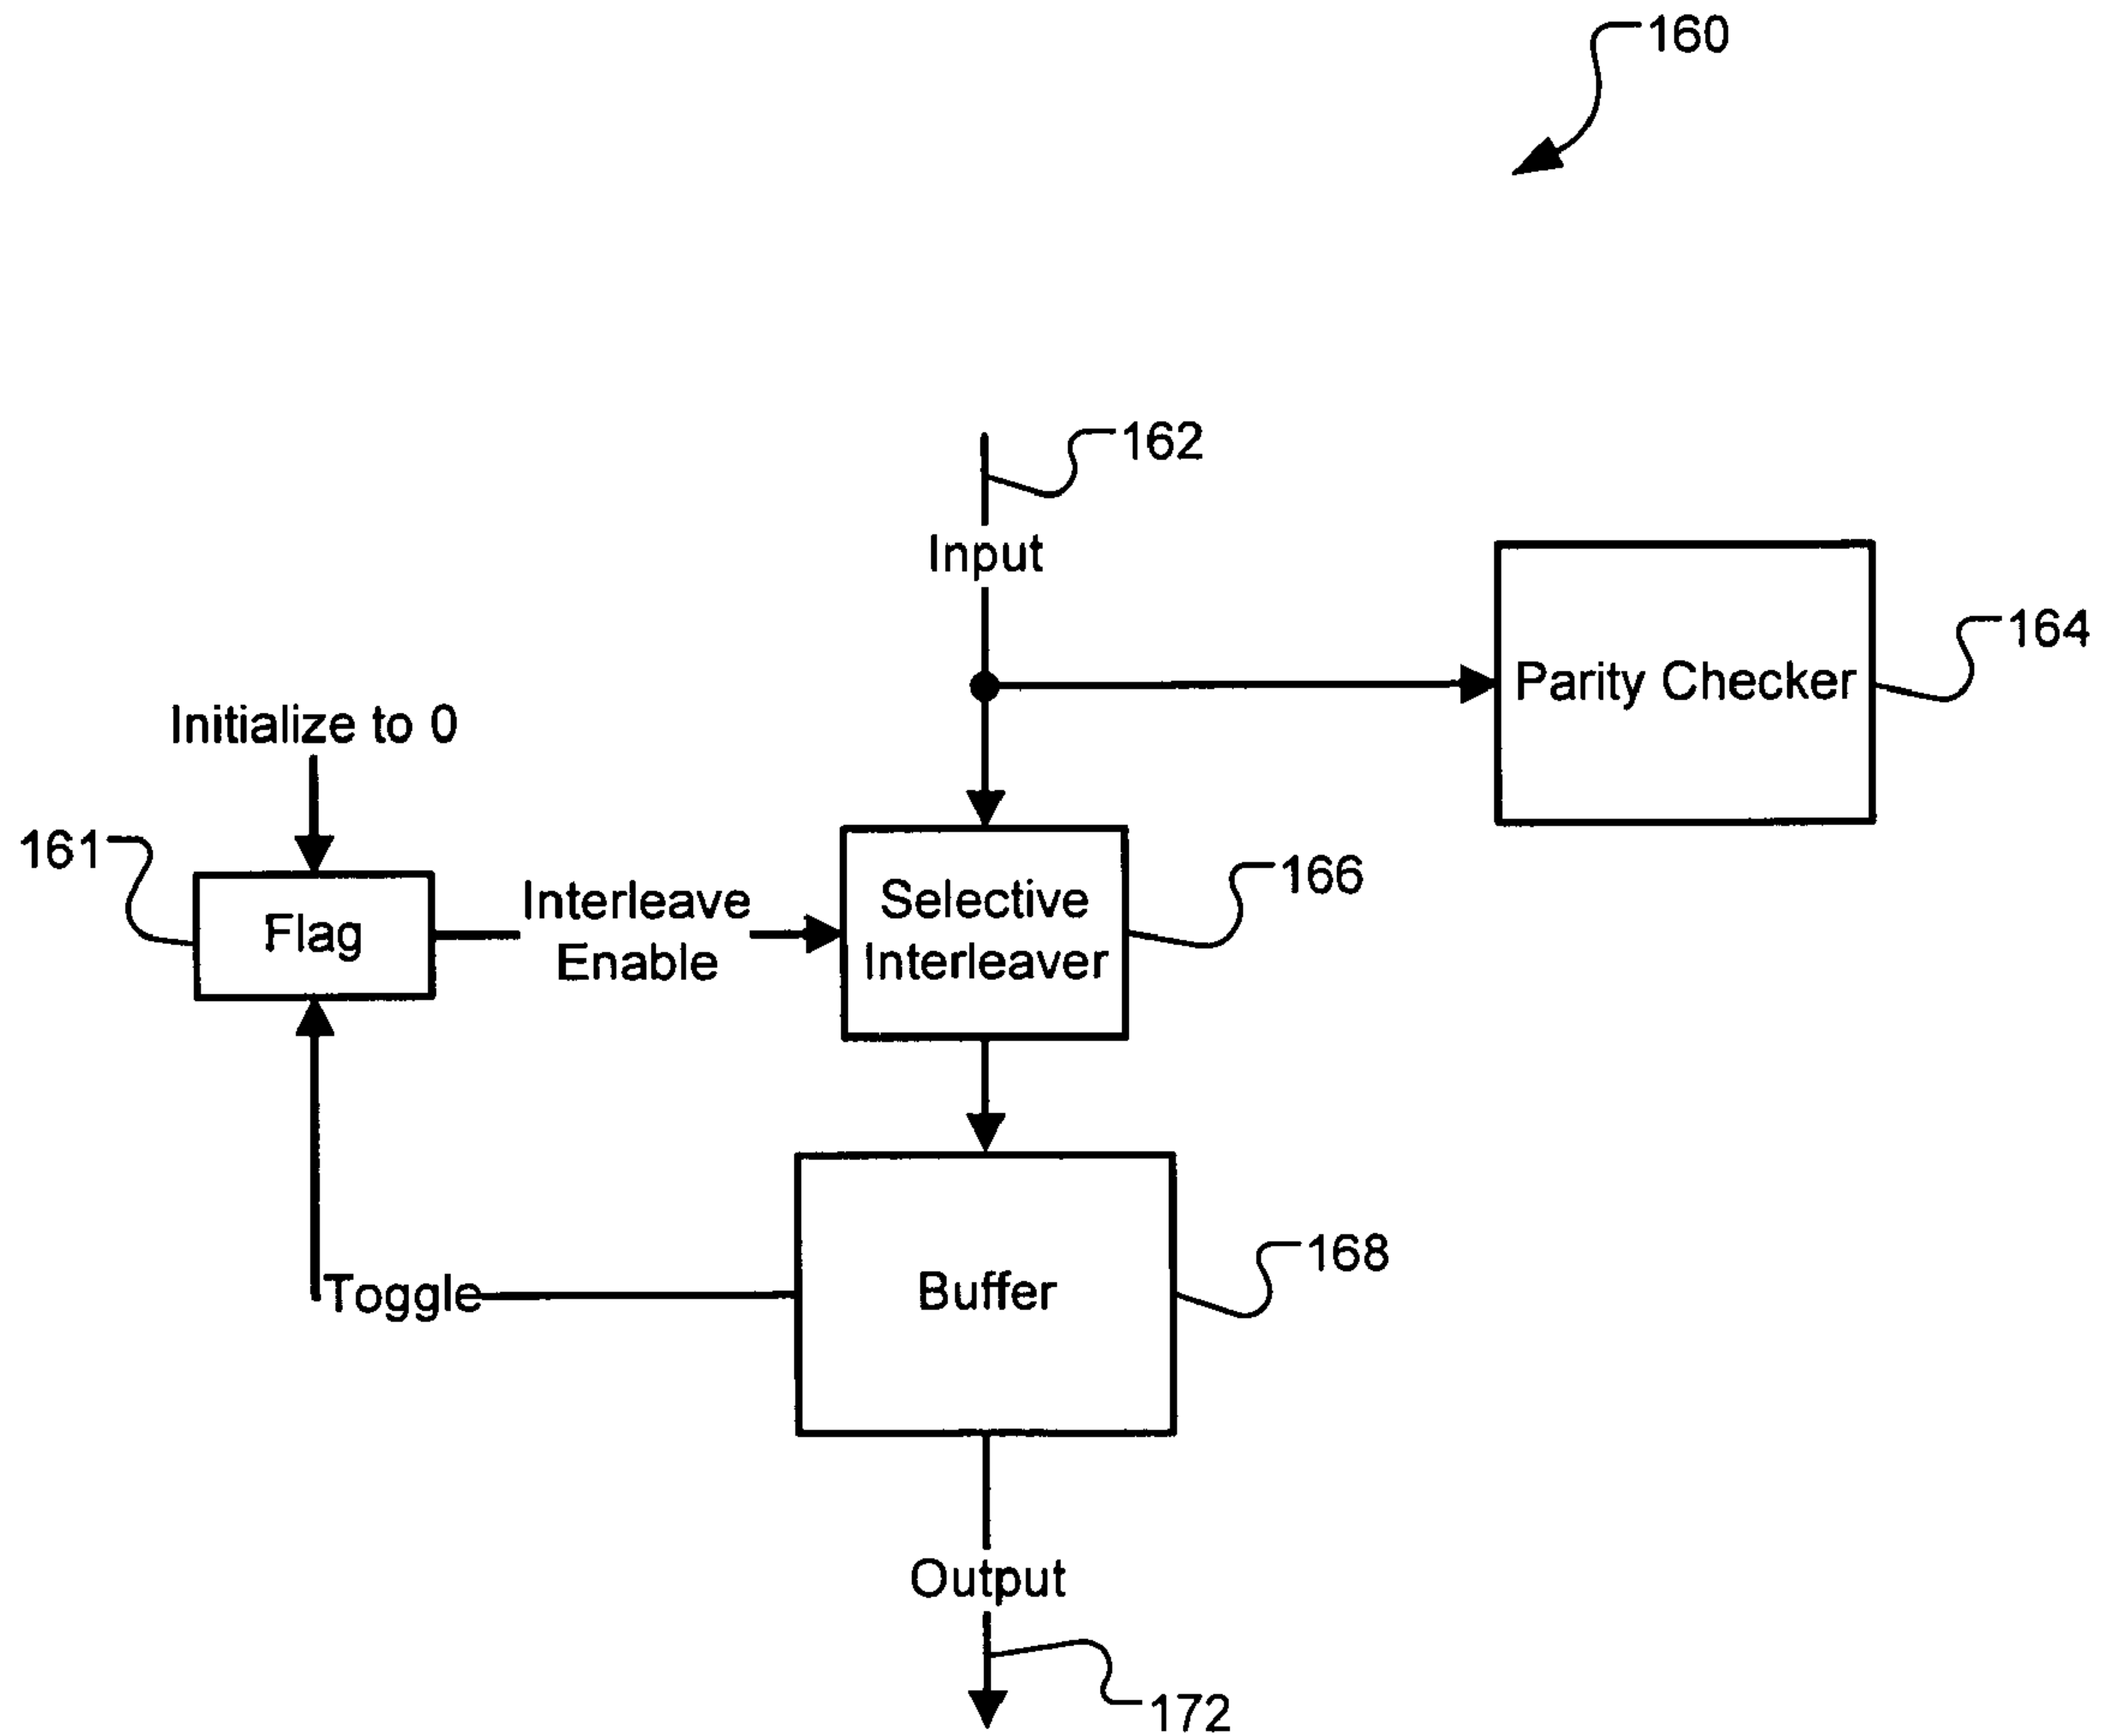 160
162
Input
164
Parity Checker
Initialize to 0
161
Flag
Interleave
Enable
Selective
Interleaver
166
168
Toggle
Buffer
Output
172